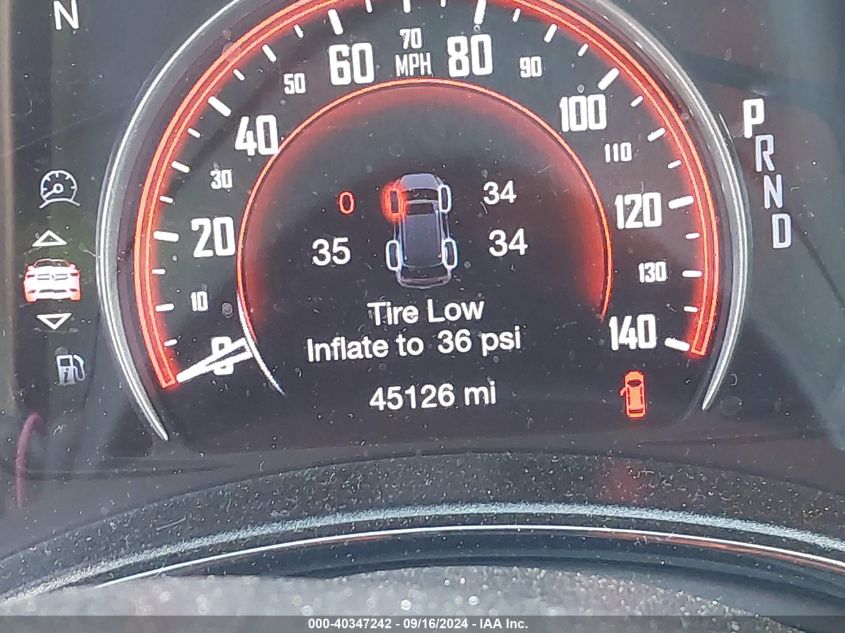 N
70
60 MPH 80
50 90
40 100
30 110
20 120
10 130
0 140
P
R
N
D
0 34
35 34
Tire Low
Inflate to 36 psi
45126 mi
000-40347242 - 09/16/2024 - IAA Inc.